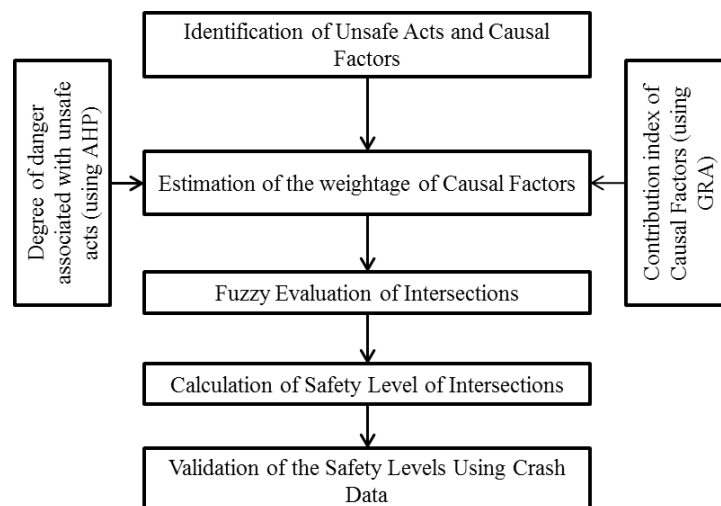 Identification of Unsafe Acts and Causal
Factors
Degree of danger
associated with unsafe
acts (using AHP)
Estimation of the weightage of Causal Factors
Contribution index of
Causal Factors (using
GRA)
Fuzzy Evaluation of Intersections
Calculation of Safety Level of Intersections
Validation of the Safety Levels Using Crash
Data